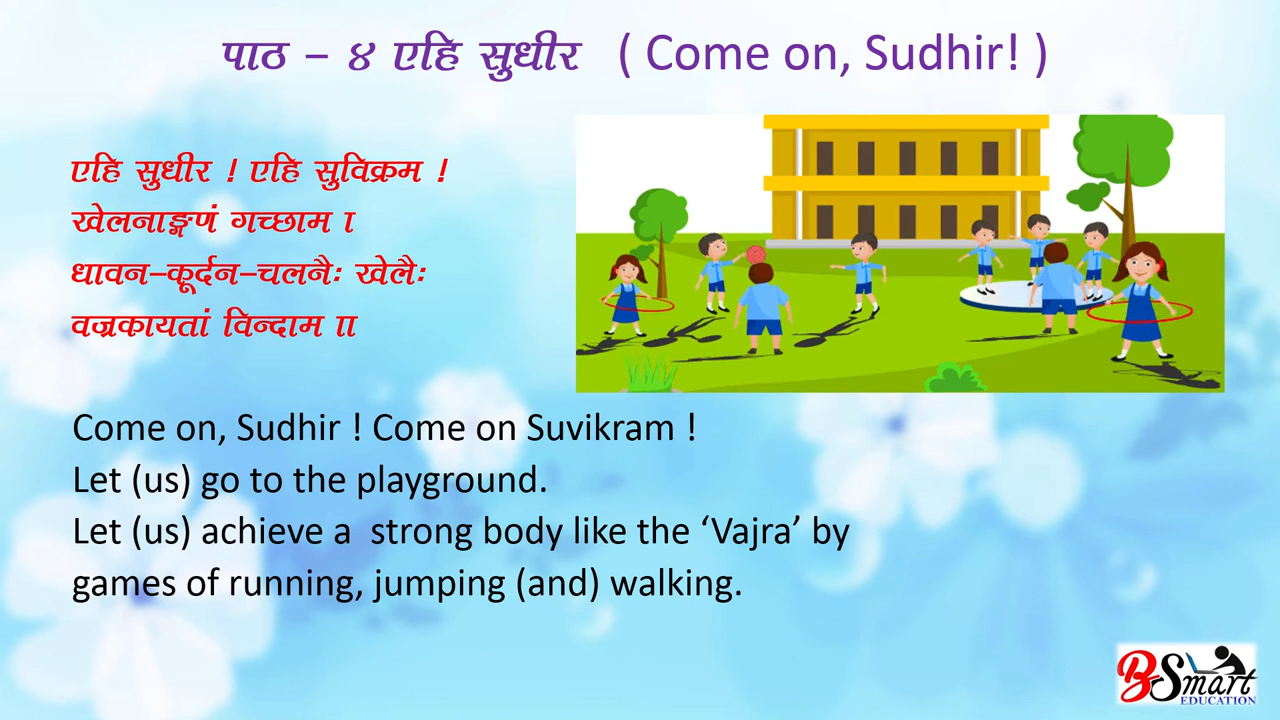 पाठ – ४ एहि सुधीर ( Come on, Sudhir! )
एहि सुधीर ! एहि सुविक्रम !
खेलनाङ्गणं गच्छाम ।
धावन–कूर्दन–चलनैः खेलैः
वज्रकायतां विन्दाम ॥
Come on, Sudhir ! Come on Suvikram !
Let (us) go to the playground.
Let (us) achieve a strong body like the ‘Vajra’ by
games of running, jumping (and) walking.
B Smart
EDUCATION